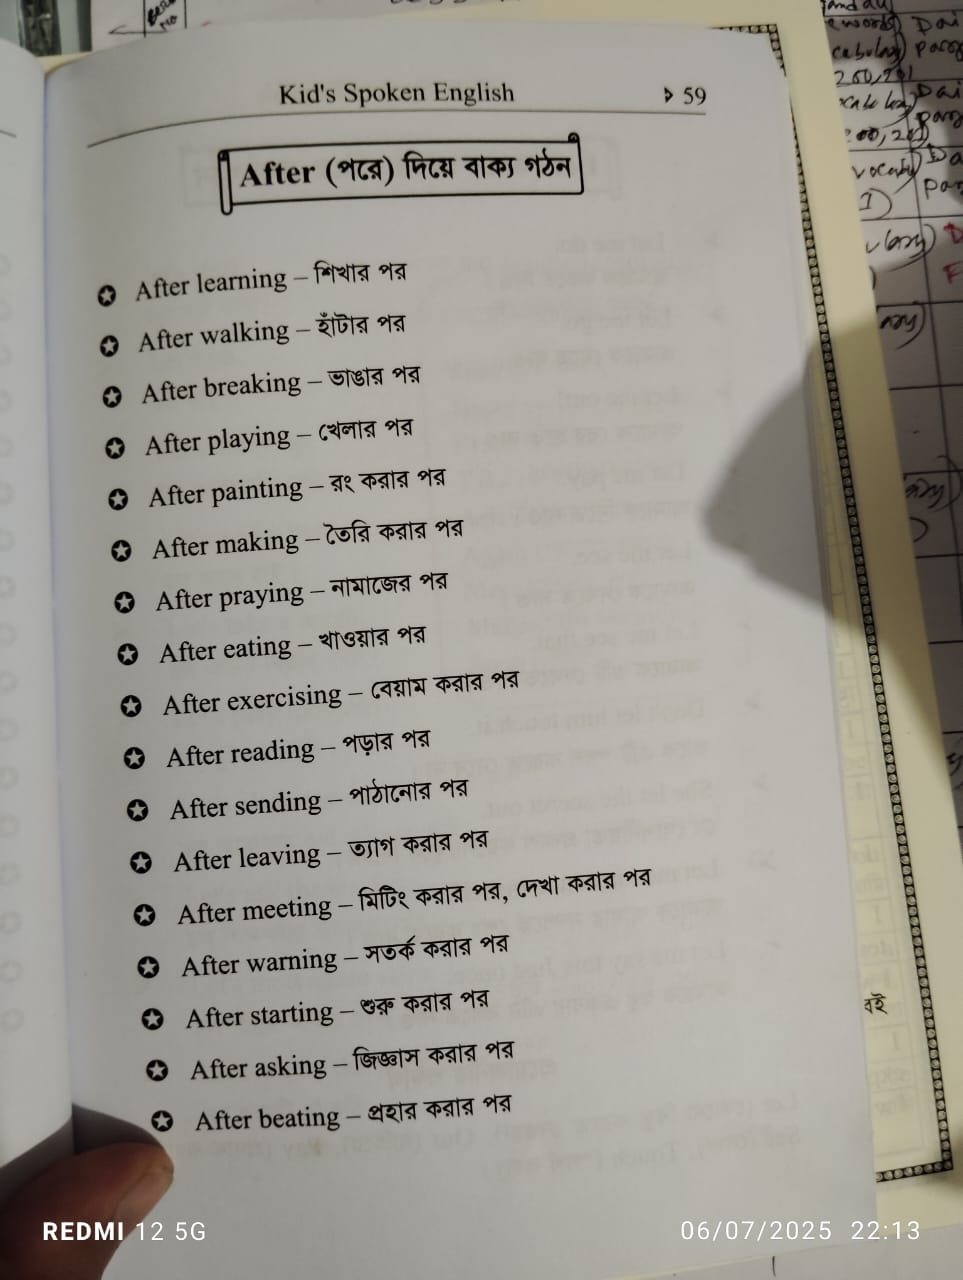 Kid's Spoken English 59
After (পরে) দিয়ে বাক্য গঠন
After learning – শিখার পর
After walking – হাঁটার পর
After breaking – ভাঙার পর
After playing – খেলার পর
After painting – রং করার পর
After making – তৈরি করার পর
After praying – নামাজের পর
After eating – খাওয়ার পর
After exercising – বেয়াম করার পর
After reading – পড়ার পর
After sending – পাঠানোর পর
After leaving – ত্যাগ করার পর
After meeting – মিটিং করার পর, দেখা করার পর
After warning – সতর্ক করার পর
After starting – শুরু করার পর
After asking – জিজ্ঞাস করার পর
After beating – প্রহার করার পর
বই
REDMI 12 5G
06/07/2025 22:13